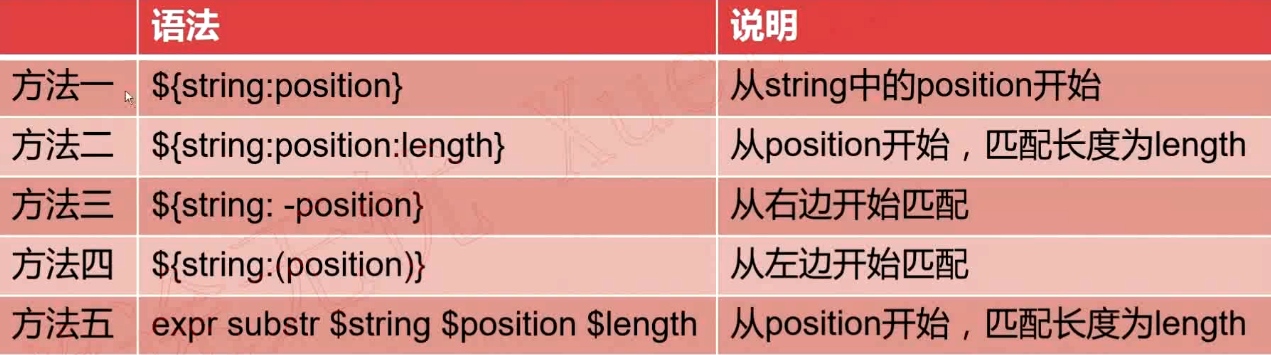 语法 说明
方法一 ${string:position} 从string中的position开始
方法二 ${string:position:length} 从position开始，匹配长度为length
方法三 ${string: -position} 从右边开始匹配
方法四 ${string:(position)} 从左边开始匹配
方法五 expr substr $string $position $length 从position开始，匹配长度为length